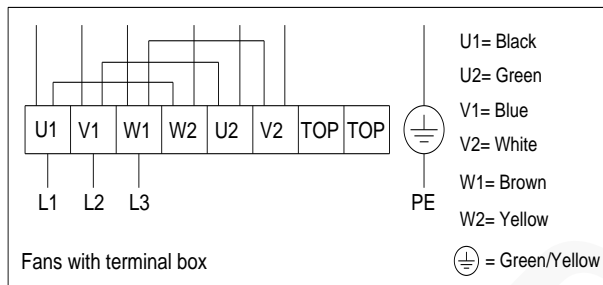 U1 V1 W1 W2 U2 V2 TOP TOP
L1 L2 L3 PE
Fans with terminal box
U1= Black
U2= Green
V1= Blue
V2= White
W1= Brown
W2= Yellow
= Green/Yellow